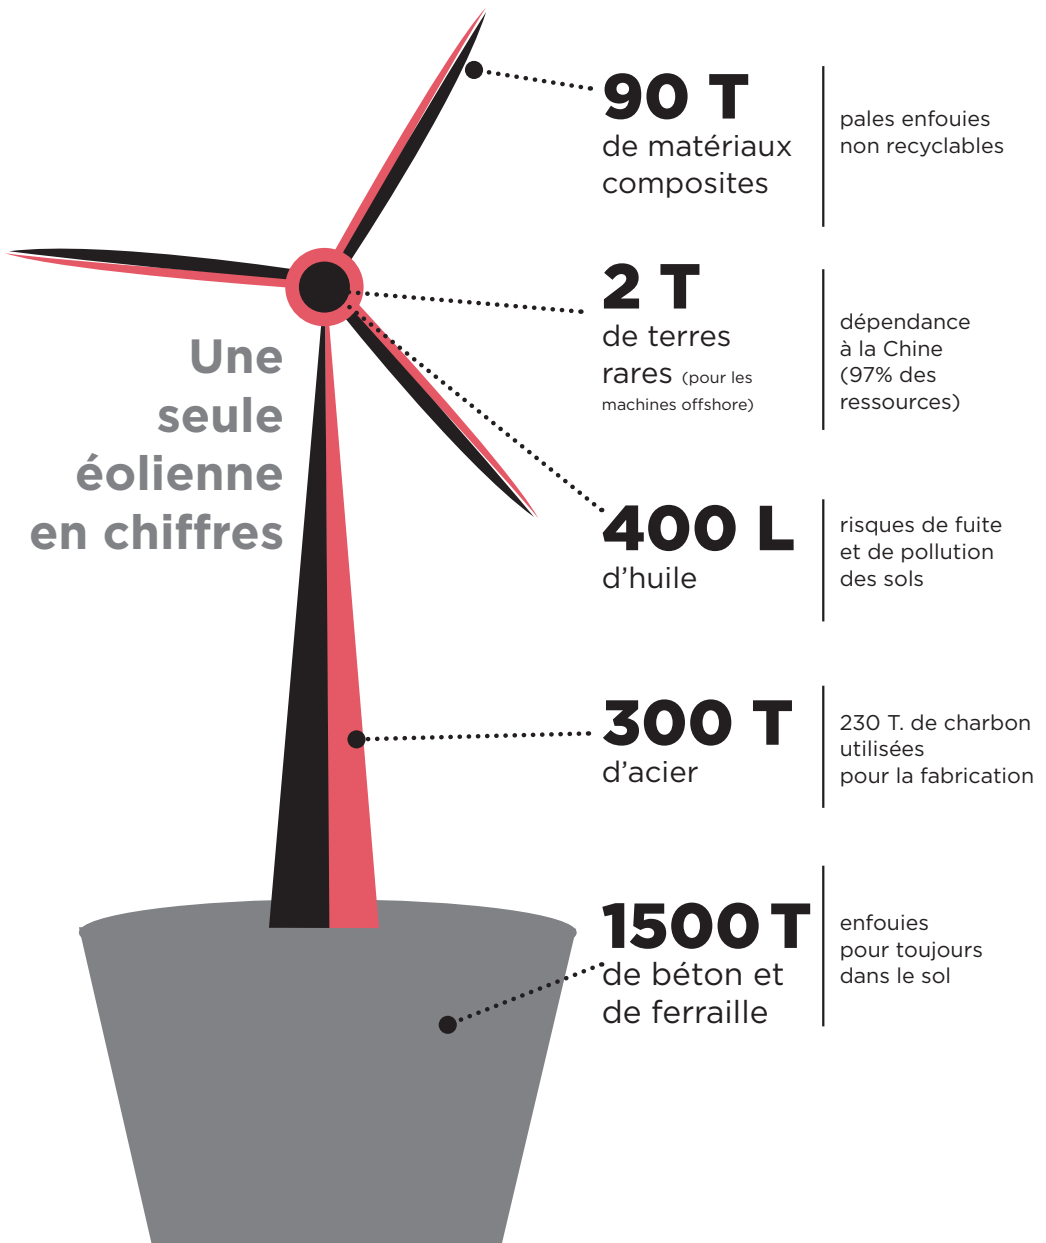 Une
seule
éolienne
en chiffres
90 T
de matériaux
composites
pales enfouies
non recyclables
2 T
de terres
rares (pour les
machines offshore)
dépendance
à la Chine
(97% des
ressources)
400 L
d’huile
risques de fuite
et de pollution
des sols
300 T
d’acier
230 T. de charbon
utilisées
pour la fabrication
1500 T
de béton et
de ferraille
enfouies
pour toujours
dans le sol